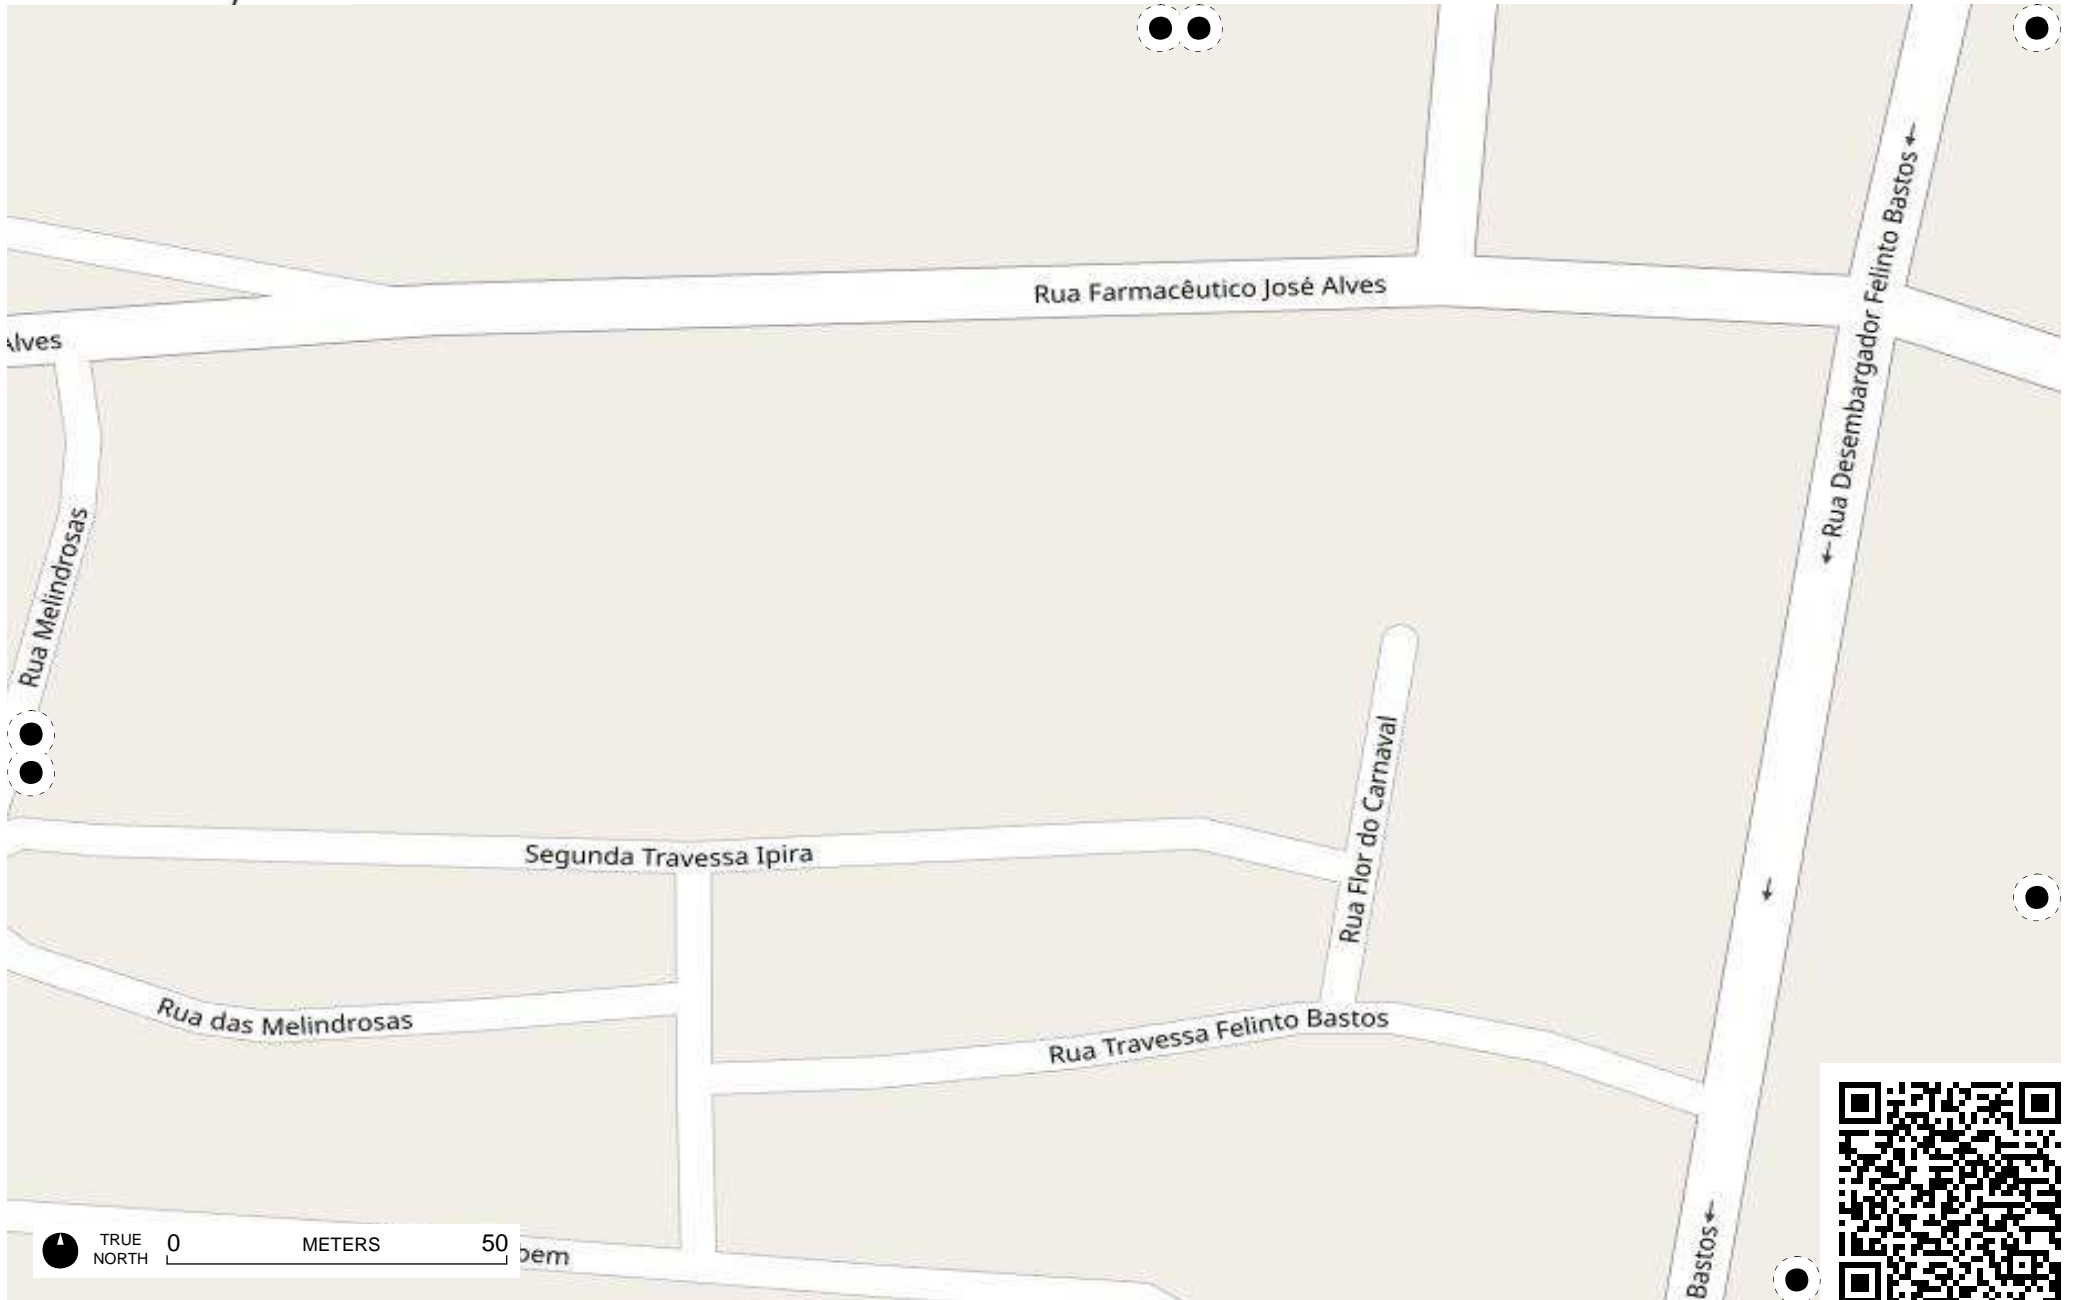 Rua Desembargador Felinto Bastos
Rua Farmacêutico José Alves
Alves
Rua Melindrosas
Rua Flor do Carnaval
Segunda Travessa Ipira
Rua das Melindrosas
Rua Travessa Felinto Bastos
Bastos
TRUE
NORTH
0 METERS 50